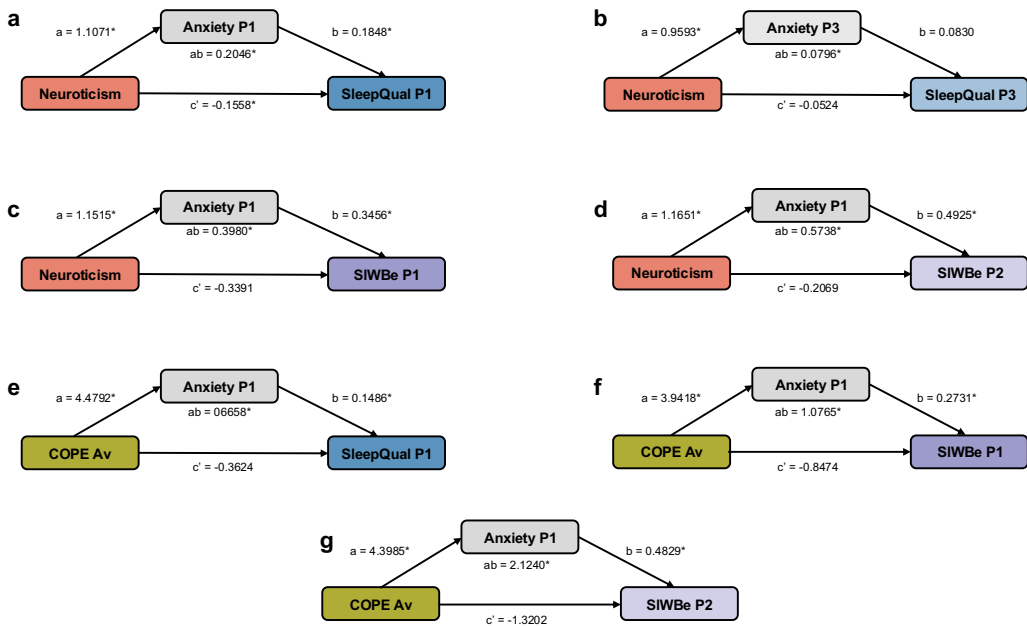 a
Anxiety P1
a = 1.1071*
b = 0.1848*
ab = 0.2046*
Neuroticism
SleepQual P1
c' = -0.1558*
b
Anxiety P3
a = 0.9593*
b = 0.0830
ab = 0.0796*
Neuroticism
SleepQual P3
c' = -0.0524
c
Anxiety P1
a = 1.1515*
b = 0.3456*
ab = 0.3980*
Neuroticism
SIWBe P1
c' = -0.3391
d
Anxiety P1
a = 1.1651*
b = 0.4925*
ab = 0.5738*
Neuroticism
SIWBe P2
c' = -0.2069
e
Anxiety P1
a = 4.4792*
b = 0.1486*
ab = 06658*
COPE Av
SleepQual P1
c' = -0.3624
f
Anxiety P1
a = 3.9418*
b = 0.2731*
ab = 1.0765*
COPE Av
SIWBe P1
c' = -0.8474
g
Anxiety P1
a = 4.3985*
b = 0.4829*
ab = 2.1240*
COPE Av
SIWBe P2
c' = -1.3202